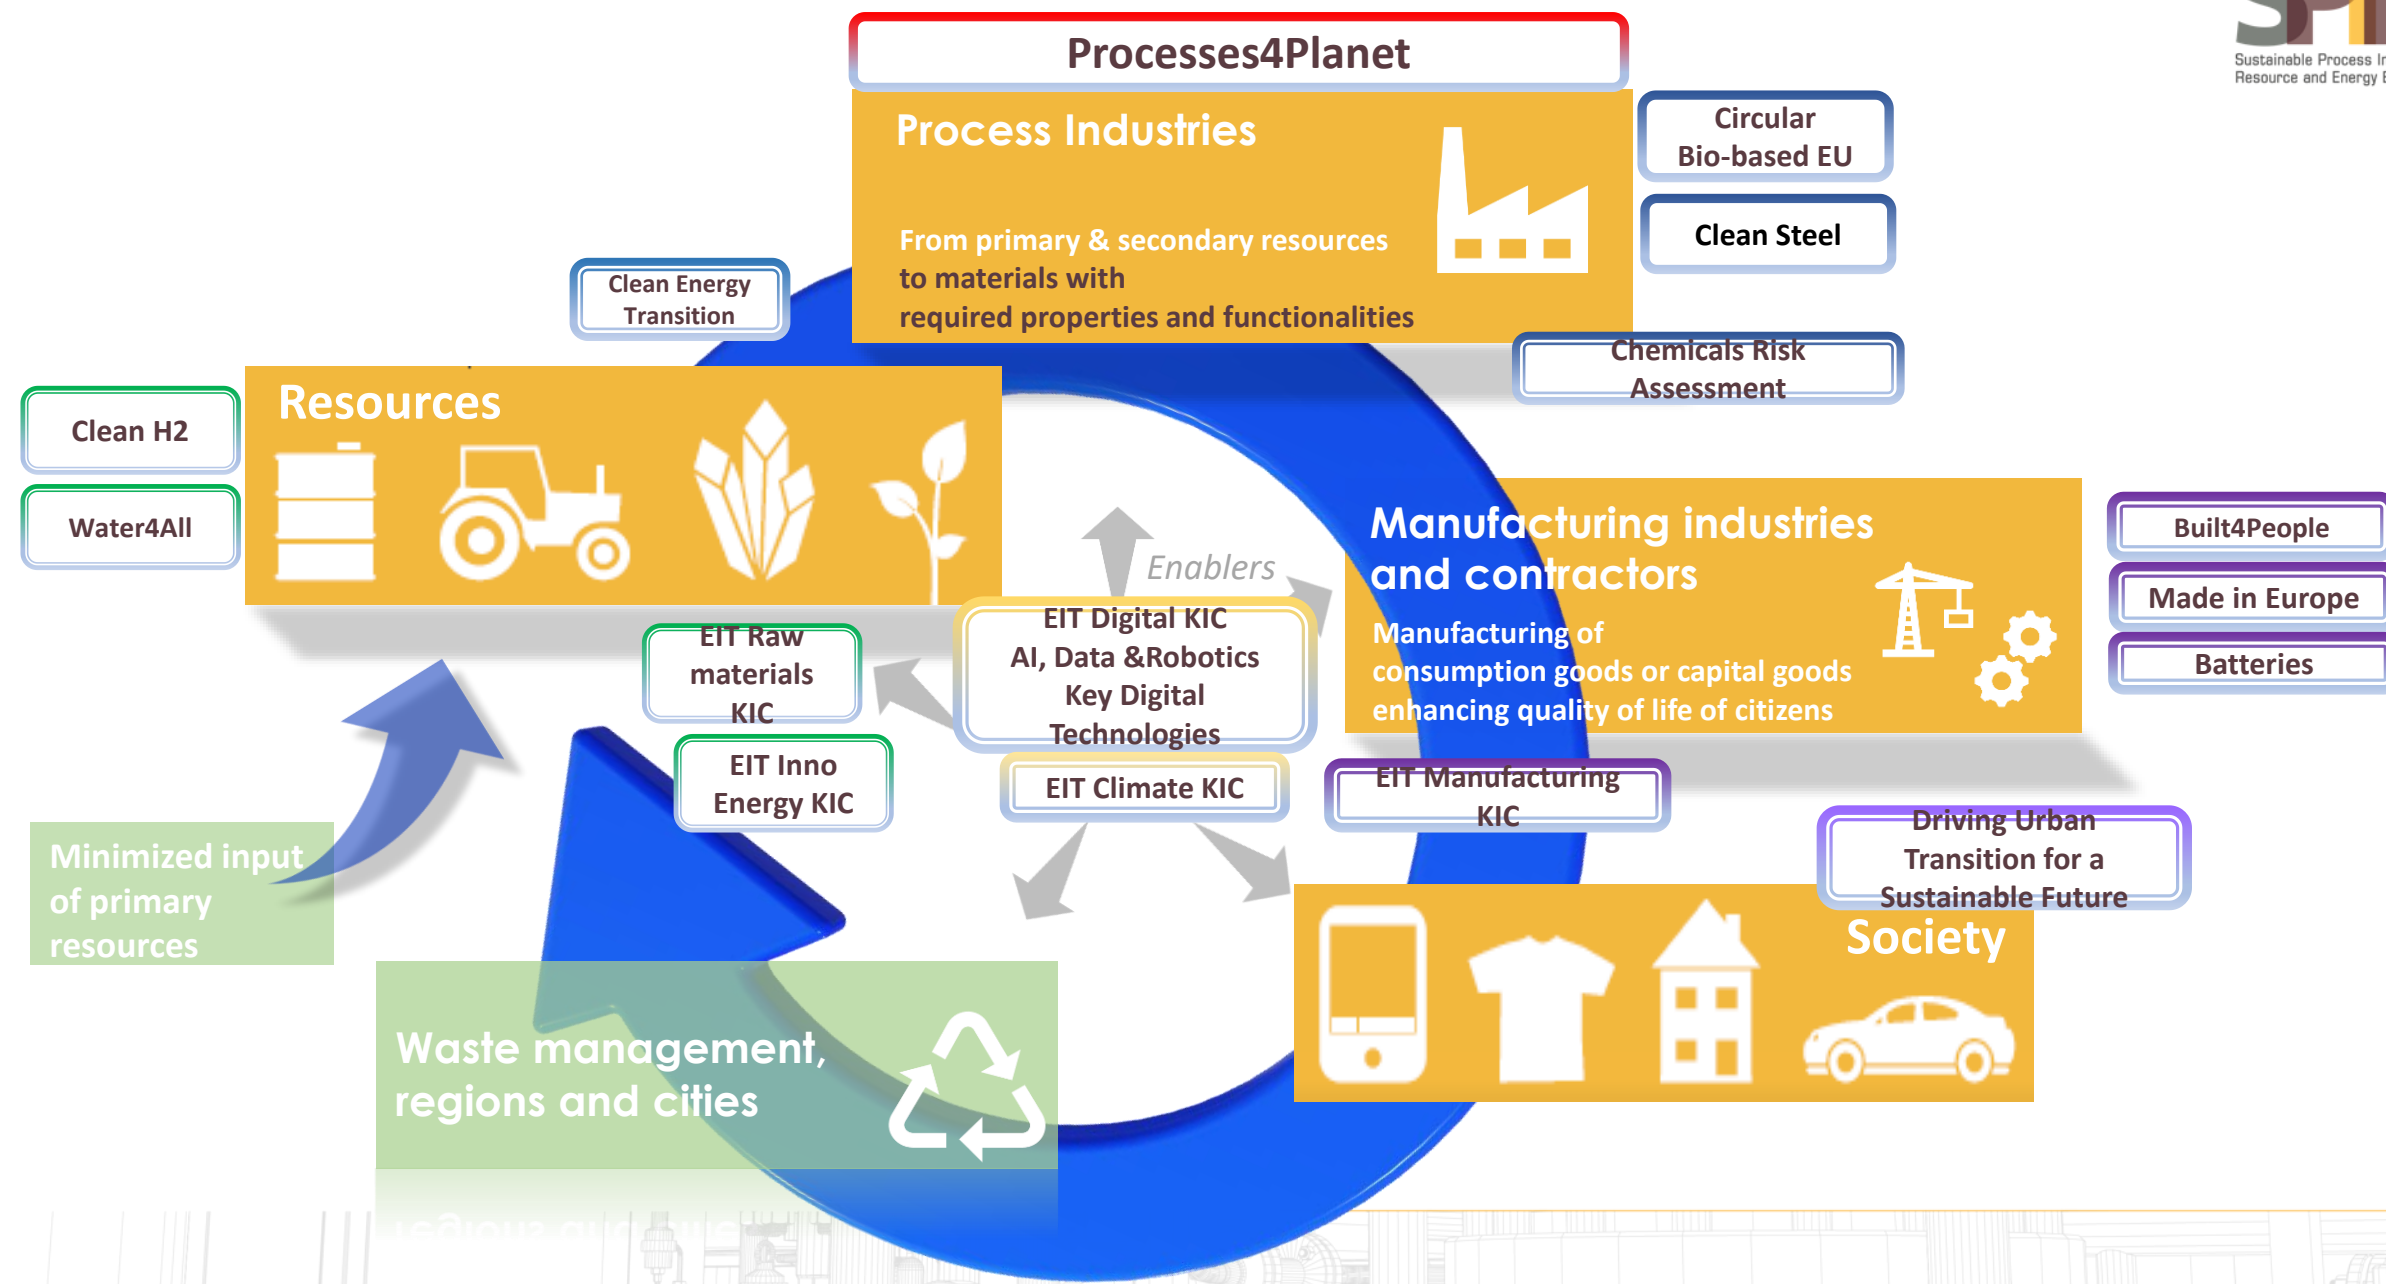 Processes4Planet
Sustainable Process
Resource and Energy
Process Industries
From primary & secondary resources
to materials with
required properties and functionalities
Circular
Bio-based EU
Clean Steel
Chemicals Risk
Assessment
Clean Energy
Transition
Resources
Clean H2
Water4All
Enablers
Manufacturing industries
and contractors
Manufacturing of
consumption goods or capital goods
enhancing quality of life of citizens
Built4People
Made in Europe
Batteries
EIT Raw
materials
KIC
EIT Inno
Energy KIC
EIT Digital KIC
AI, Data &Robotics
Key Digital
Technologies
EIT Climate KIC
EIT Manufacturing
KIC
Driving Urban
Transition for a
Sustainable Future
Society
Minimized input
of primary
resources
Waste management,
regions and cities